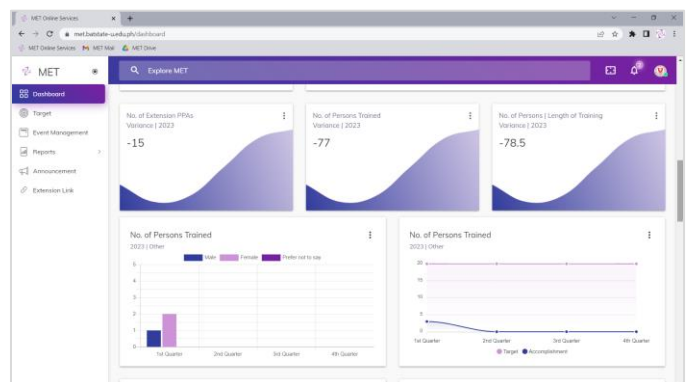 MET Online Services
met.batstate-u.edu.ph/dashboard
MET Online Services MET Mail MET Drive
MET
Explore MET
Dashboard
Target
Event Management
Reports
Announcement
Extension Link
No. of Extension PPAs
Variance | 2023
-15
No. of Persons Trained
Variance | 2023
-77
No. of Persons | Length of Training
Variance | 2023
-78.5
No. of Persons Trained
2023 | Other
Male Female Prefer not to say
5
4
3
2
1
0
1st Quarter 2nd Quarter 3rd Quarter 4th Quarter
No. of Persons Trained
2023 | Other
20
15
10
5
0
1st Quarter 2nd Quarter 3rd Quarter 4th Quarter
Target Accomplishment